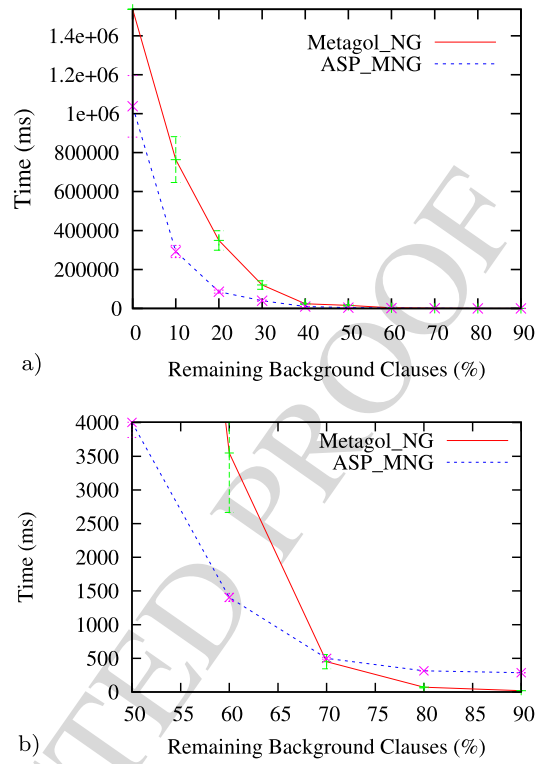 1.4e+06
1.2e+06
1e+06
800000
600000
400000
200000
0
Time (ms)
Metagol_NG
ASP_MNG
0 10 20 30 40 50 60 70 80 90
Remaining Background Clauses (%)
a)
4000
3500
3000
2500
2000
1500
1000
500
0
Time (ms)
Metagol_NG
ASP_MNG
50 55 60 65 70 75 80 85 90
Remaining Background Clauses (%)
b)
TED PROOF